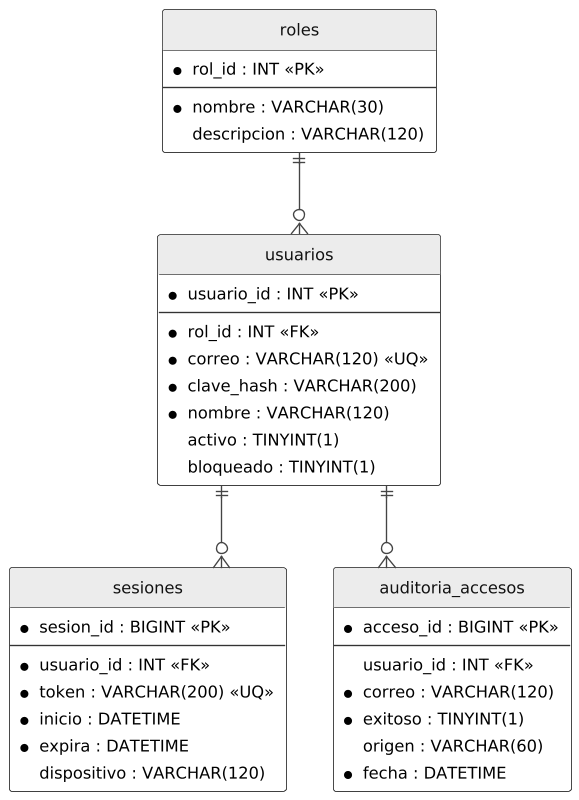 roles
rol_id : INT «PK»
nombre : VARCHAR(30)
descripcion : VARCHAR(120)
usuarios
usuario_id : INT «PK»
rol_id : INT «FK»
correo : VARCHAR(120) «UQ»
clave_hash : VARCHAR(200)
nombre : VARCHAR(120)
activo : TINYINT(1)
bloqueado : TINYINT(1)
sesiones
sesion_id : BIGINT «PK»
usuario_id : INT «FK»
token : VARCHAR(200) «UQ»
inicio : DATETIME
expira : DATETIME
dispositivo : VARCHAR(120)
auditoria_accesos
acceso_id : BIGINT «PK»
usuario_id : INT «FK»
correo : VARCHAR(120)
exitoso : TINYINT(1)
origen : VARCHAR(60)
fecha : DATETIME